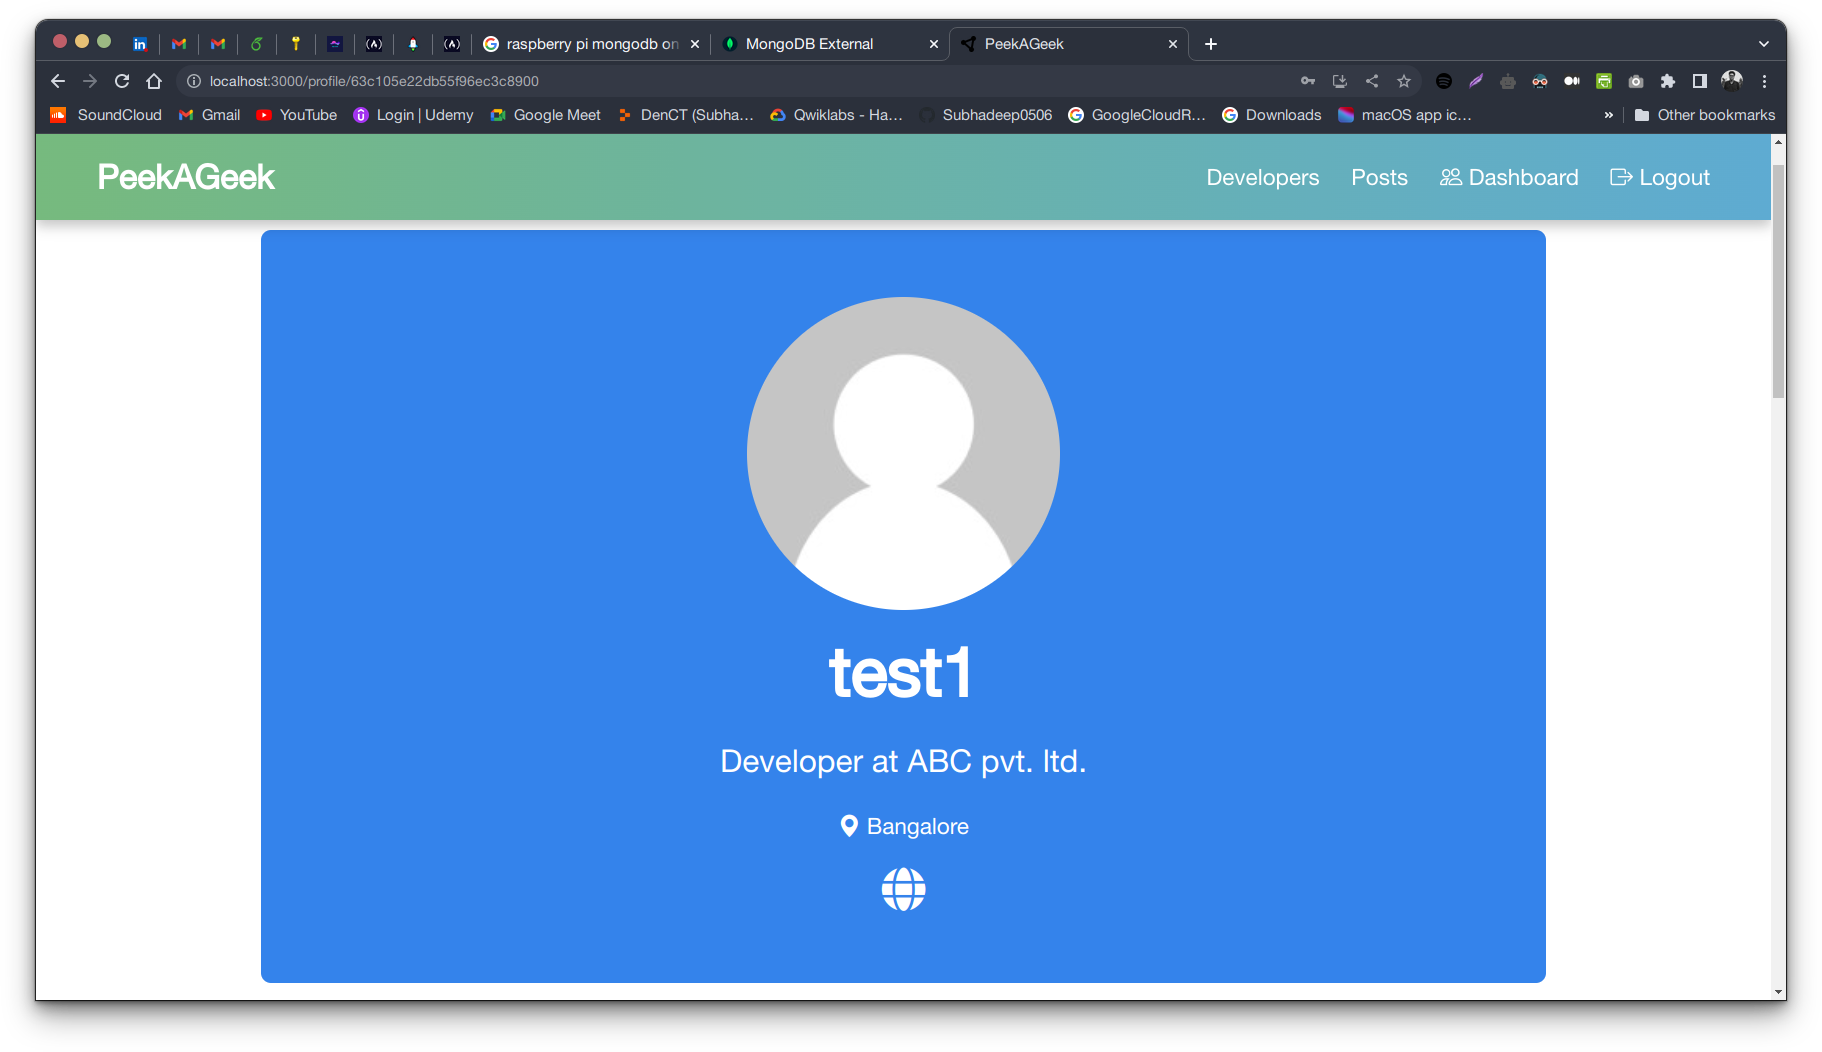 raspberry pi mongodb on
MongoDB External
PeekAGeek
localhost:3000/profile/63c105e22db55f96ec3c8900
SoundCloud
Gmail
YouTube
Login | Udemy
Google Meet
DenCT (Subha...
Qwiklabs - Ha...
Subhadeep0506
GoogleCloudR...
Downloads
macOS app ic...
Other bookmarks
PeekAGeek
Developers
Posts
Dashboard
Logout
test1
Developer at ABC pvt. ltd.
Bangalore